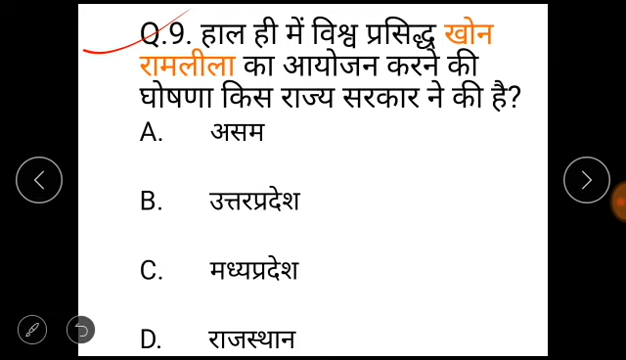 Q.9. हाल ही में विश्व प्रसिद्ध खोन
रामलीला का आयोजन करने की
घोषणा किस राज्य सरकार ने की है?
A. असम
B. उत्तरप्रदेश
C. मध्यप्रदेश
D. राजस्थान